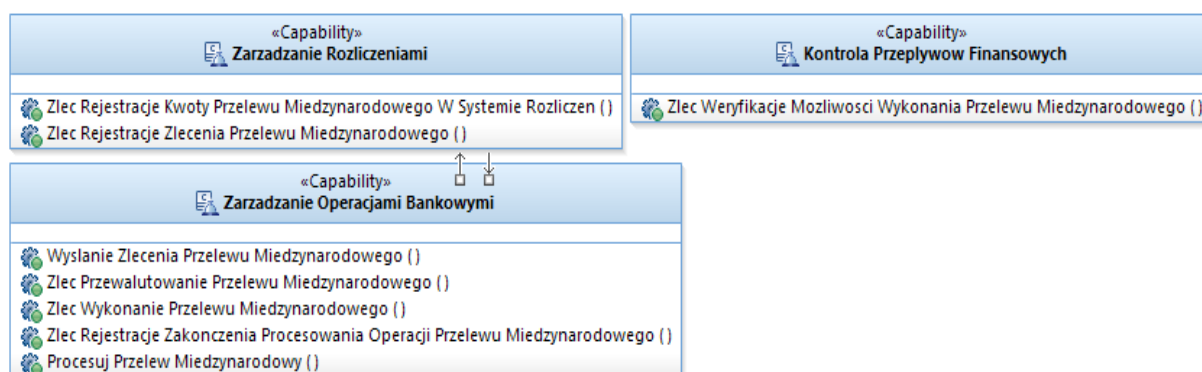 «Capability»
Zarzadzanie Rozliczeniami
Zlec Rejestracje Kwoty Przelewu Miedzynarodowego W Systemie Rozliczen ( )
Zlec Rejestracje Zlecenia Przelewu Miedzynarodowego ( )
«Capability»
Kontrola Przeplywow Finansowych
Zlec Weryfikacje Mozliwosci Wykonania Przelewu Miedzynarodowego ( )
«Capability»
Zarzadzanie Operacjami Bankowymi
Wyslanie Zlecenia Przelewu Miedzynarodowego ( )
Zlec Przewalutowanie Przelewu Miedzynarodowego ( )
Zlec Wykonanie Przelewu Miedzynarodowego ( )
Zlec Rejestracje Zakonczenia Procesowania Operacji Przelewu Miedzynarodowego ( )
Procesuj Przelew Miedzynarodowy ( )